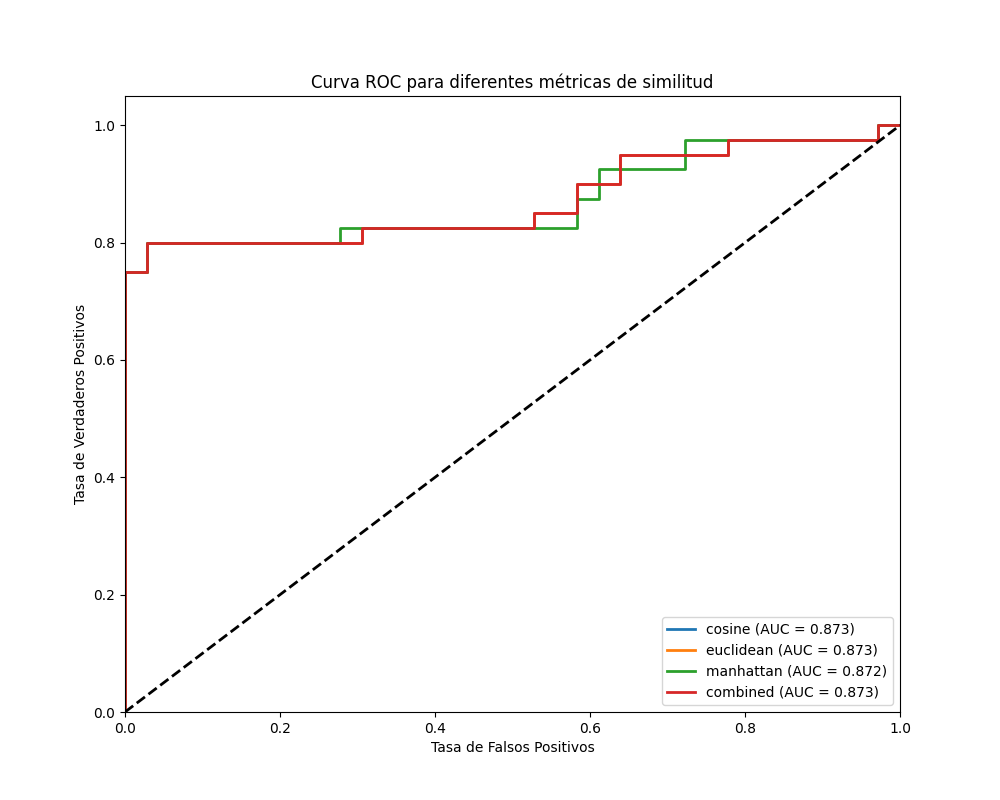 Curva ROC para diferentes métricas de similitud
1.0
0.8
0.6
0.4
0.2
0.0
Tasa de Verdaderos Positivos
0.0 0.2 0.4 0.6 0.8 1.0
Tasa de Falsos Positivos
cosine (AUC = 0.873)
euclidean (AUC = 0.873)
manhattan (AUC = 0.872)
combined (AUC = 0.873)